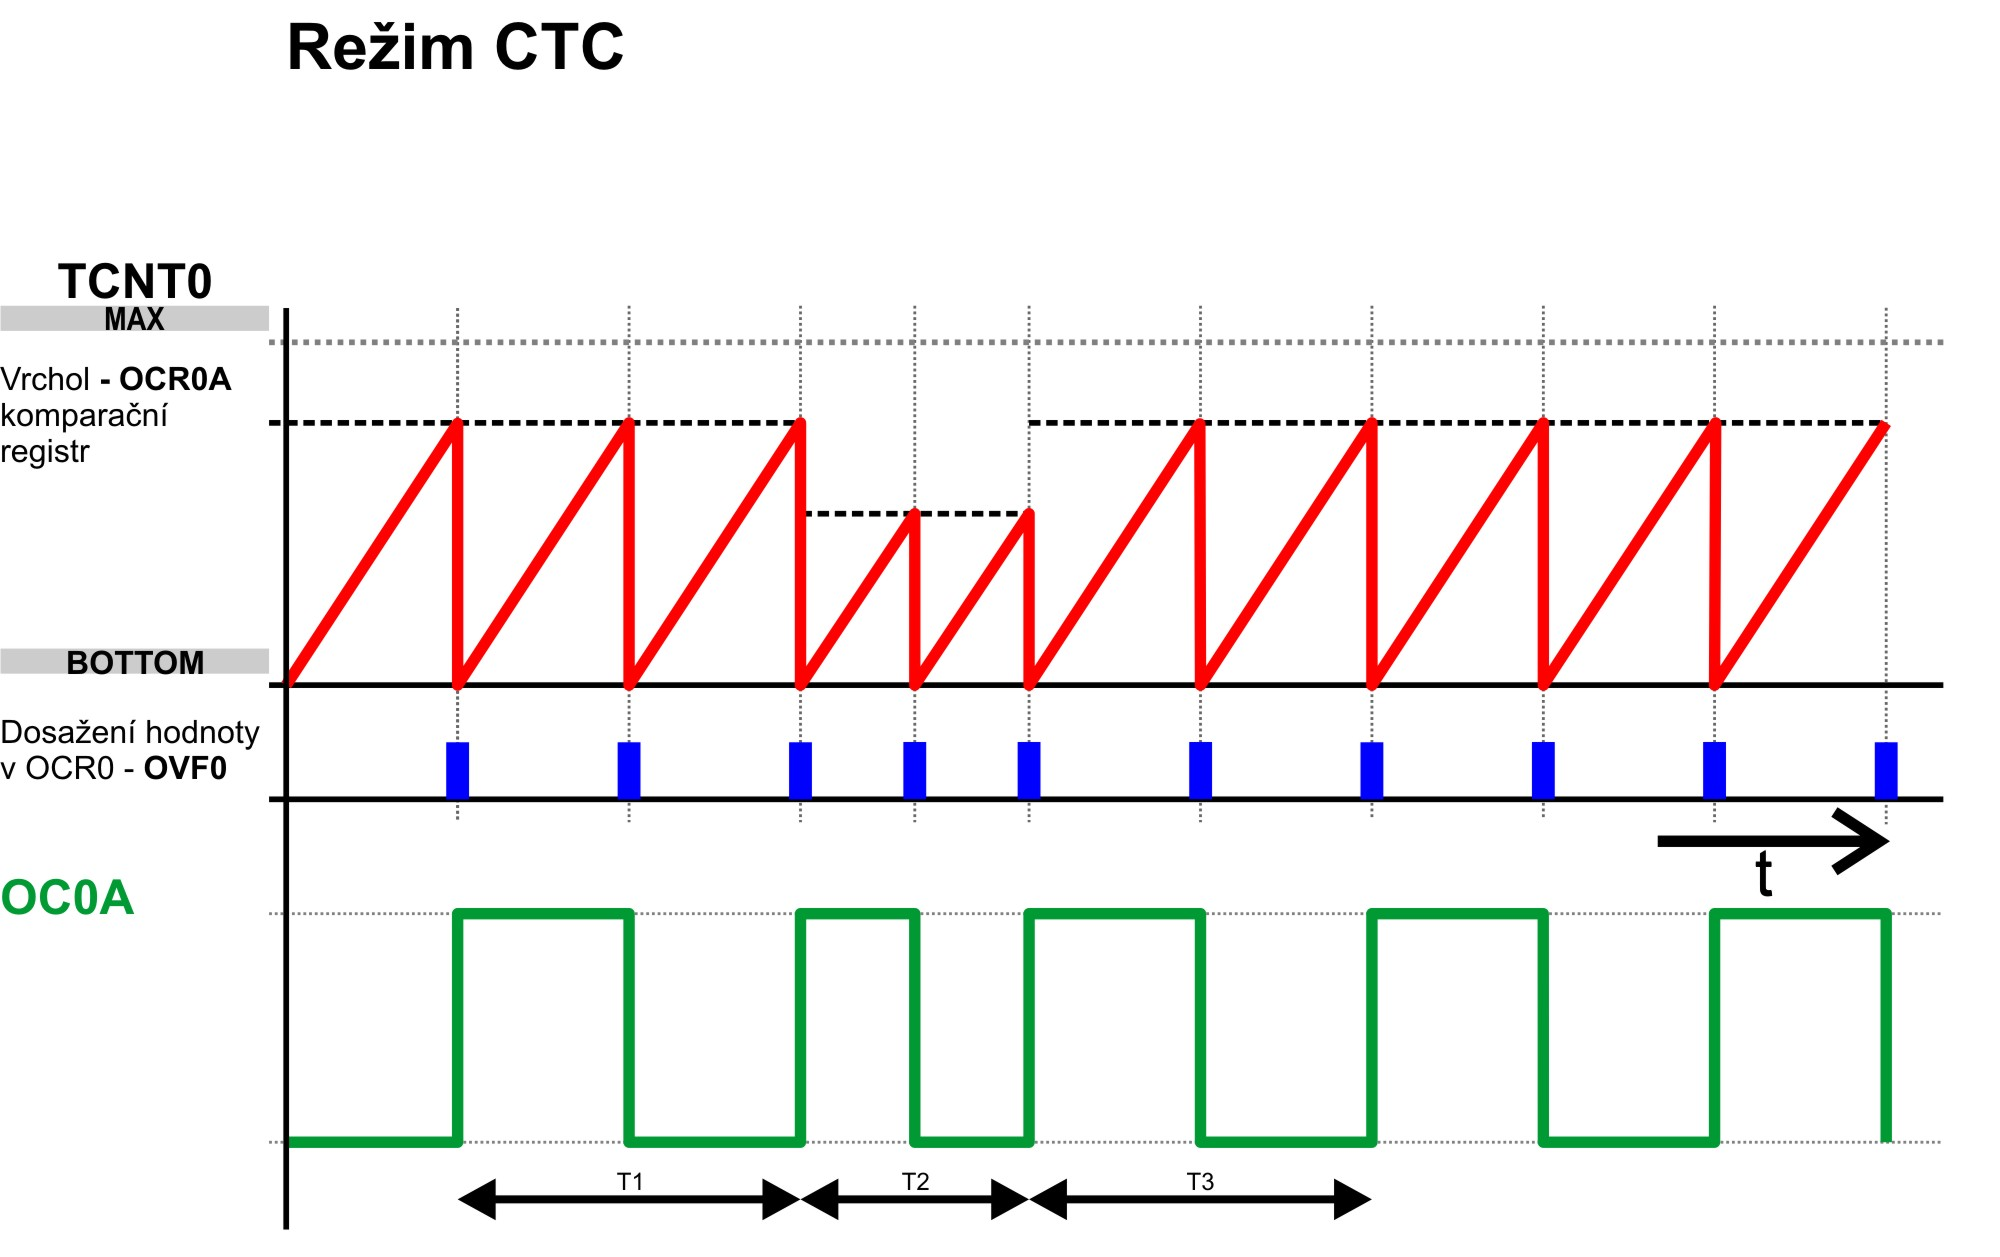 Režim CTC
TCNT0
MAX
Vrchol - OCR0A
komparační
registr
BOTTOM
Dosažení hodnoty
v OCR0 - OVF0
t
OC0A
T1
T2
T3